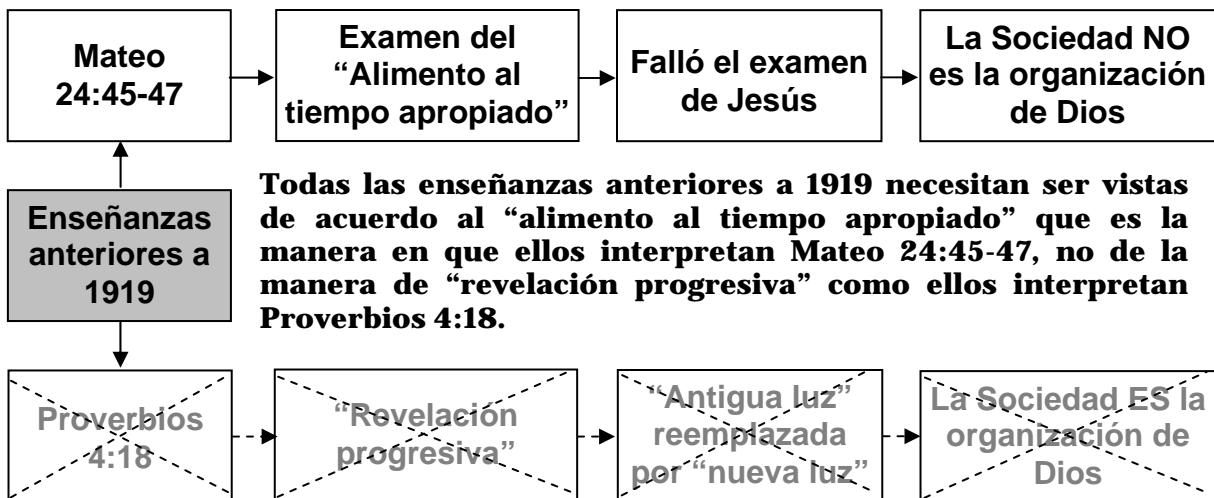 Mateo
24:45-47
Examen del
“Alimento al
tiempo apropiado”
Falló el examen
de Jesús
La Sociedad NO
es la organización
de Dios
Enseñanzas
anteriores a
1919
Todas las enseñanzas anteriores a 1919 necesitan ser vistas
de acuerdo al “alimento al tiempo apropiado” que es la
manera en que ellos interpretan Mateo 24:45-47, no de la
manera de “revelación progresiva” como ellos interpretan
Proverbios 4:18.
Proverbios
4:18
“Revelación
progresiva”
“Antigua luz”
reemplazada
por “nueva luz”
La Sociedad ES la
organización de
Dios